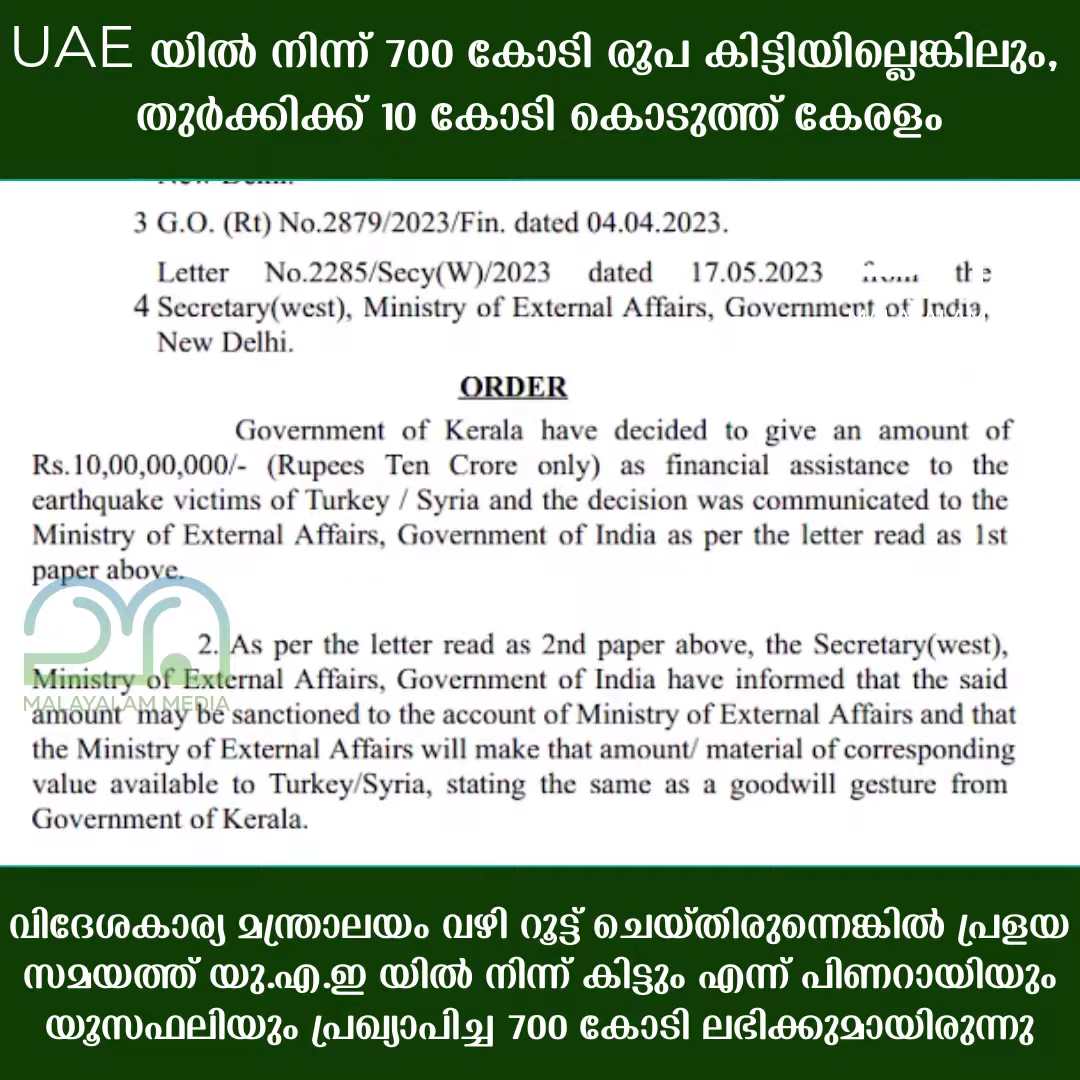 UAE യിൽ നിന്ന് 700 കോടി രൂപ കിട്ടിയില്ലെങ്കിലും,
തുർക്കിക്ക് 10 കോടി കൊടുത്ത് കേരളം
3 G.O. (Rt) No.2879/2023/Fin. dated 04.04.2023.
Letter No.2285/Secy(W)/2023 dated 17.05.2023 from the
4 Secretary(west), Ministry of External Affairs, Government of India,
New Delhi.
ORDER
Government of Kerala have decided to give an amount of
Rs.10,00,00,000/- (Rupees Ten Crore only) as financial assistance to the
earthquake victims of Turkey / Syria and the decision was communicated to the
Ministry of External Affairs, Government of India as per the letter read as 1st
paper above.
2. As per the letter read as 2nd paper above, the Secretary(west),
Ministry of External Affairs, Government of India have informed that the said
MALAYALAM MEDIA
amount may be sanctioned to the account of Ministry of External Affairs and that
the Ministry of External Affairs will make that amount/ material of corresponding
value available to Turkey/Syria, stating the same as a goodwill gesture from
Government of Kerala.
വിദേശകാര്യ മന്ത്രാലയം വഴി റൂട്ട് ചെയ്തിരുന്നെങ്കിൽ പ്രളയ
സമയത്ത് യു.എ.ഇ യിൽ നിന്ന് കിട്ടും എന്ന് പിണറായിയും
യൂസഫലിയും പ്രഖ്യാപിച്ച 700 കോടി ലഭിക്കുമായിരുന്നു